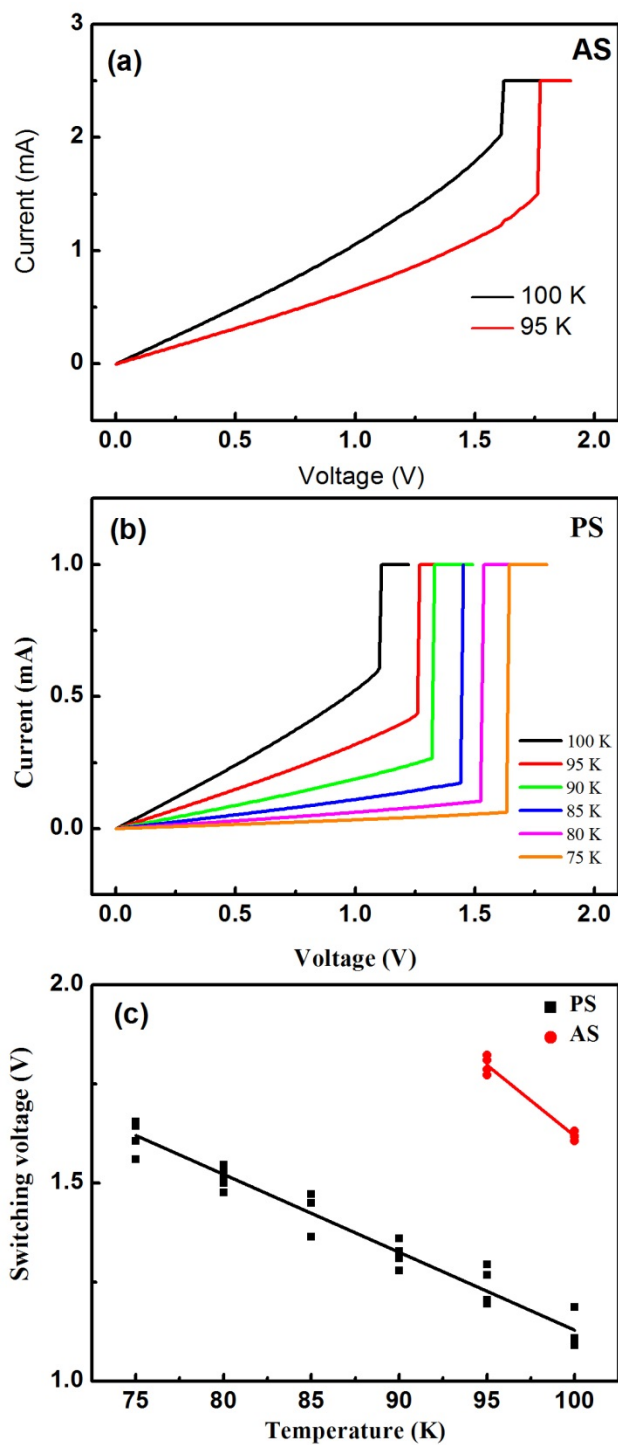 (a)
AS
3
2
1
0
Current (mA)
100 K
95 K
0.0 0.5 1.0 1.5 2.0
Voltage (V)
(b)
PS
1.0
0.5
0.0
Current (mA)
100 K
95 K
90 K
85 K
80 K
75 K
0.0 0.5 1.0 1.5 2.0
Voltage (V)
(c)
PS
AS
2.0
1.5
1.0
Switching voltage (V)
75 80 85 90 95 100
Temperature (K)